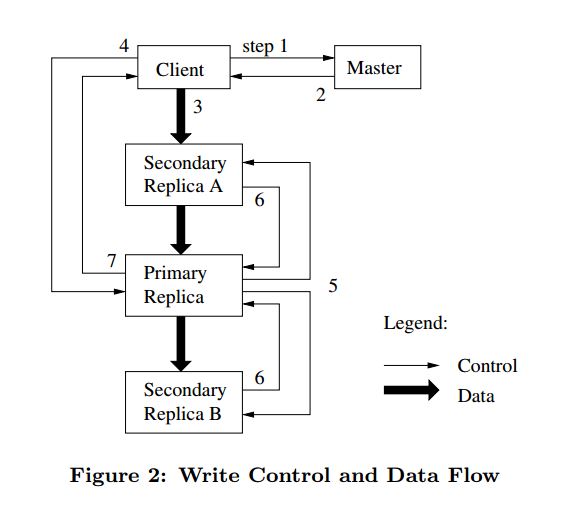 4
step 1
Client
Master
2
3
Secondary
Replica A
6
7
Primary
Replica
5
Legend:
Control
Data
6
Secondary
Replica B
Figure 2: Write Control and Data Flow